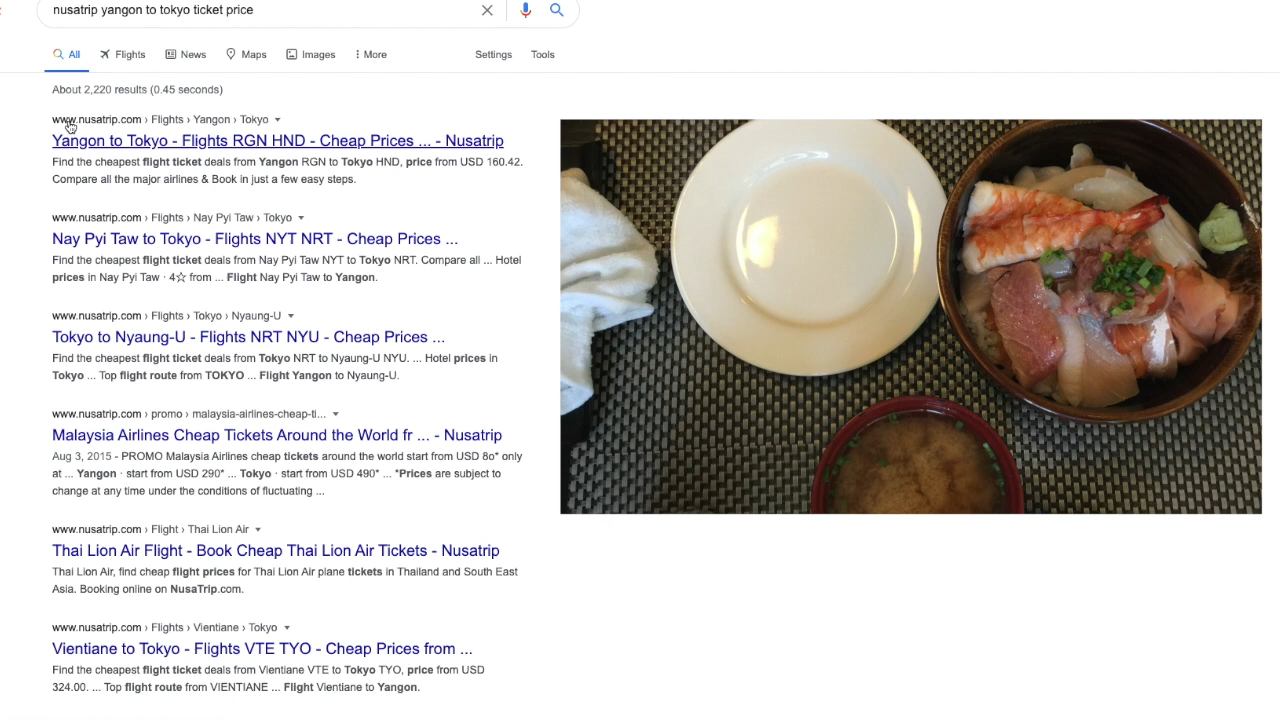 nusatrip yangon to tokyo ticket price
All Flights News Maps Images More Settings Tools
About 2,220 results (0.45 seconds)
www.nusatrip.com › Flights › Yangon › Tokyo
Yangon to Tokyo - Flights RGN HND - Cheap Prices ... - Nusatrip
Find the cheapest flight ticket deals from Yangon RGN to Tokyo HND, price from USD 160.42.
Compare all the major airlines & Book in just a few easy steps.
www.nusatrip.com › Flights › Nay Pyi Taw › Tokyo
Nay Pyi Taw to Tokyo - Flights NYT NRT - Cheap Prices ...
Find the cheapest flight ticket deals from Nay Pyi Taw NYT to Tokyo NRT. Compare all ... Hotel
prices in Nay Pyi Taw · 4☆ from ... Flight Nay Pyi Taw to Yangon.
www.nusatrip.com › Flights › Tokyo › Nyaung-U
Tokyo to Nyaung-U - Flights NRT NYU - Cheap Prices ...
Find the cheapest flight ticket deals from Tokyo NRT to Nyaung-U NYU. ... Hotel prices in
Tokyo ... Top flight route from TOKYO ... Flight Yangon to Nyaung-U.
www.nusatrip.com › promo › malaysia-airlines-cheap-ti...
Malaysia Airlines Cheap Tickets Around the World fr ... - Nusatrip
Aug 3, 2015 - PROMO Malaysia Airlines cheap tickets around the world start from USD 8o* only
at ... Yangon · start from USD 290* ... Tokyo · start from USD 490* ... *Prices are subject to
change at any time under the conditions of fluctuating ...
www.nusatrip.com › Flight › Thai Lion Air
Thai Lion Air Flight - Book Cheap Thai Lion Air Tickets - Nusatrip
Thai Lion Air, find cheap flight prices for Thai Lion Air plane tickets in Thailand and South East
Asia. Booking online on NusaTrip.com.
www.nusatrip.com › Flights › Vientiane › Tokyo
Vientiane to Tokyo - Flights VTE TYO - Cheap Prices from ...
Find the cheapest flight ticket deals from Vientiane VTE to Tokyo TYO, price from USD
324.00. ... Top flight route from VIENTIANE ... Flight Vientiane to Yangon.